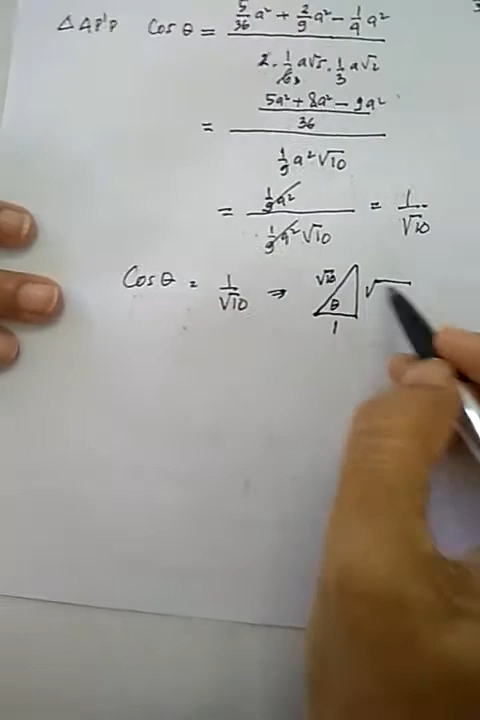 △ AP'P Cos θ = (5/36 a² + 2/9 a² − 1/4 a²) / (2 · 1/6 a√5 · 1/3 a√2)
= ((5a² + 8a² − 9a²)/36) / (1/9 a² √10)
= (1/9 a²) / (1/9 a² √10) = 1/√10
Cos θ = 1/√10 ⇒ √10 θ 1 √